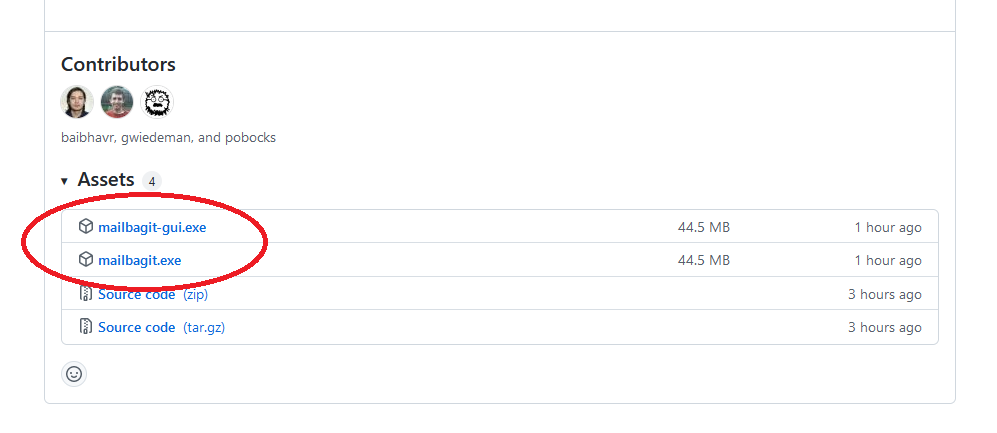 Contributors
baibhavr, gwiedeman, and pobocks
▾ Assets 4
mailbagit-gui.exe 44.5 MB 1 hour ago
mailbagit.exe 44.5 MB 1 hour ago
Source code (zip) 3 hours ago
Source code (tar.gz) 3 hours ago